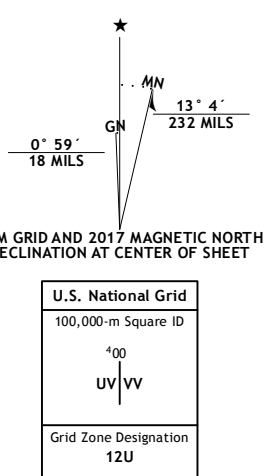 ★
MN
GN
13° 4´
232 MILS
0° 59´
18 MILS
M GRID AND 2017 MAGNETIC NORTH
ECLINATION AT CENTER OF SHEET
U.S. National Grid
100,000-m Square ID
⁴00
UV VV
Grid Zone Designation
12U